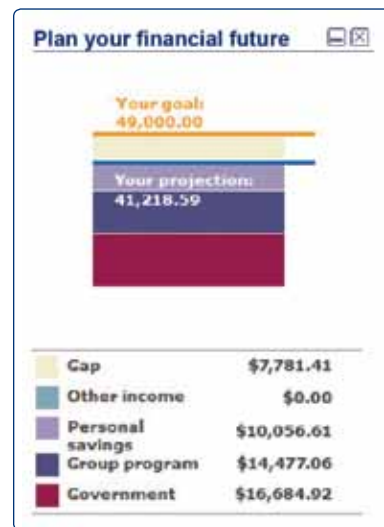 Plan your financial future
Your goal:
49,000.00
Your projection:
41,218.59
Gap $7,781.41
Other income $0.00
Personal savings $10,056.61
Group program $14,477.06
Government $16,684.92